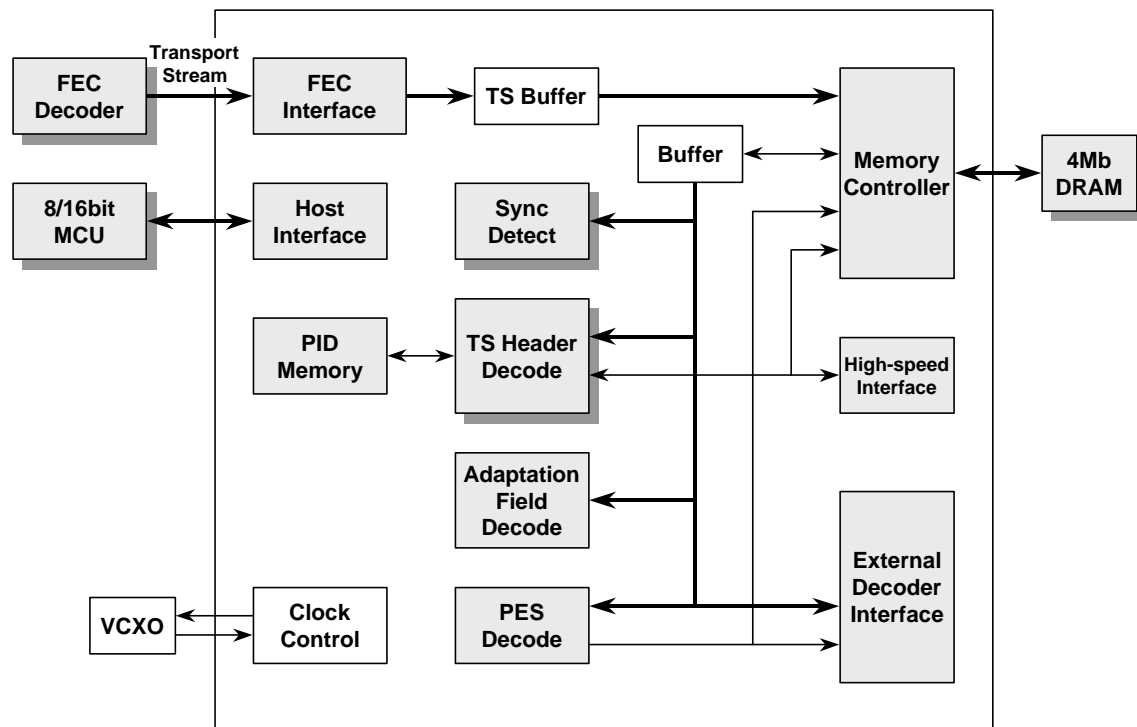 Transport
Stream
FEC
Decoder
FEC
Interface
TS Buffer
Buffer
Memory
Controller
4Mb
DRAM
8/16bit
MCU
Host
Interface
Sync
Detect
PID
Memory
TS Header
Decode
High-speed
Interface
Adaptation
Field
Decode
External
Decoder
Interface
VCXO
Clock
Control
PES
Decode